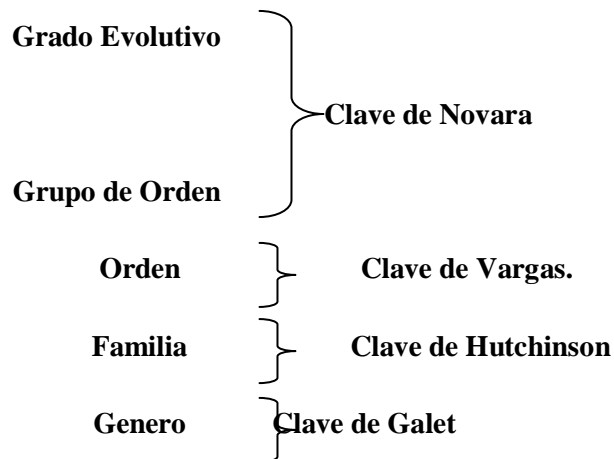 Grado Evolutivo
Clave de Novara
Grupo de Orden
Orden Clave de Vargas.
Familia Clave de Hutchinson
Genero Clave de Galet